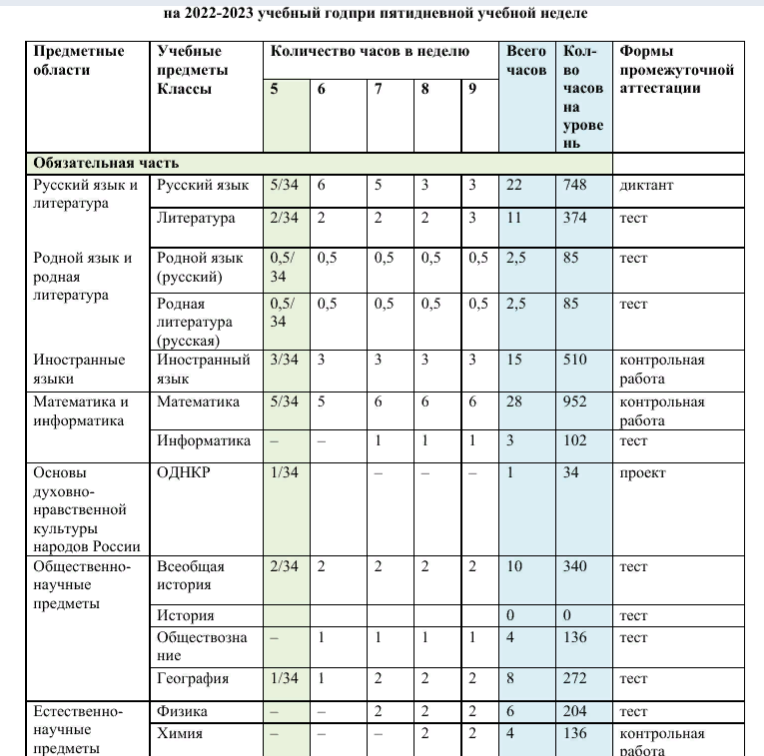 на 2022-2023 учебный годпри пятидневной учебной неделе
Предметные области Учебные предметы Классы Количество часов в неделю Всего часов Кол-во часов на уровень Формы промежуточной аттестации
5 6 7 8 9
Обязательная часть
Русский язык и литература Русский язык 5/34 6 5 3 3 22 748 диктант
Литература 2/34 2 2 2 3 11 374 тест
Родной язык и родная литература Родной язык (русский) 0,5/34 0,5 0,5 0,5 0,5 2,5 85 тест
Родная литература (русская) 0,5/34 0,5 0,5 0,5 0,5 2,5 85 тест
Иностранные языки Иностранный язык 3/34 3 3 3 3 15 510 контрольная работа
Математика и информатика Математика 5/34 5 6 6 6 28 952 контрольная работа
Информатика – – 1 1 1 3 102 тест
Основы духовно-нравственной культуры народов России ОДНКР 1/34 – – – 1 34 проект
Общественно-научные предметы Всеобщая история 2/34 2 2 2 2 10 340 тест
История 0 0 тест
Обществознание – 1 1 1 1 4 136 тест
География 1/34 1 2 2 2 8 272 тест
Естественно-научные предметы Физика – – 2 2 2 6 204 тест
Химия – – – 2 2 4 136 контрольная работа